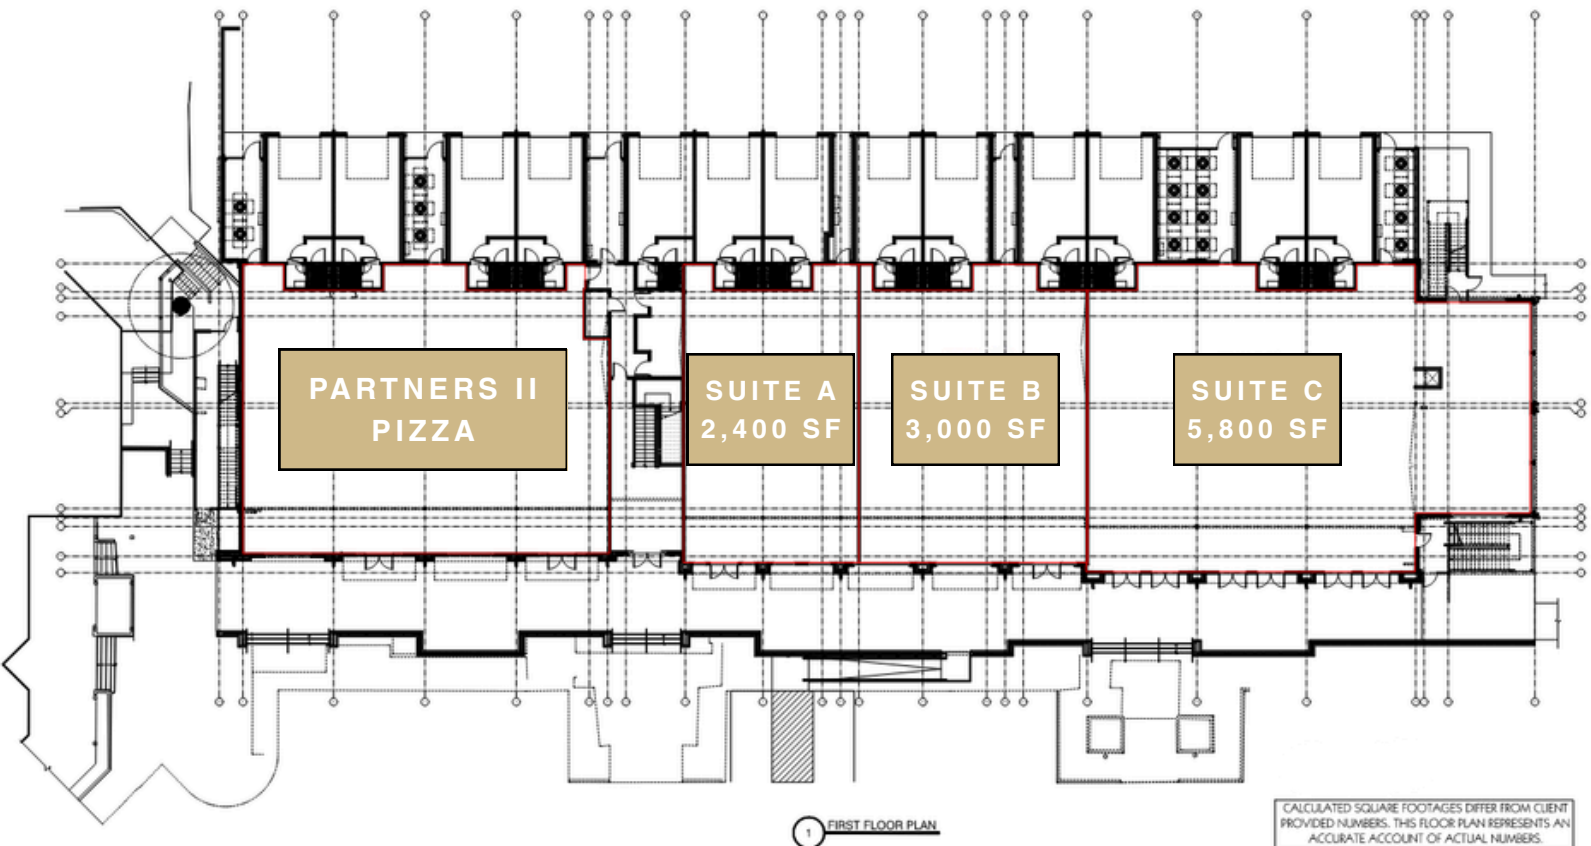 PARTNERS II
PIZZA
SUITE A
2,400 SF
SUITE B
3,000 SF
SUITE C
5,800 SF
1
FIRST FLOOR PLAN
CALCULATED SQUARE FOOTAGES DIFFER FROM CLIENT
PROVIDED NUMBERS. THIS FLOOR PLAN REPRESENTS AN
ACCURATE ACCOUNT OF ACTUAL NUMBERS.